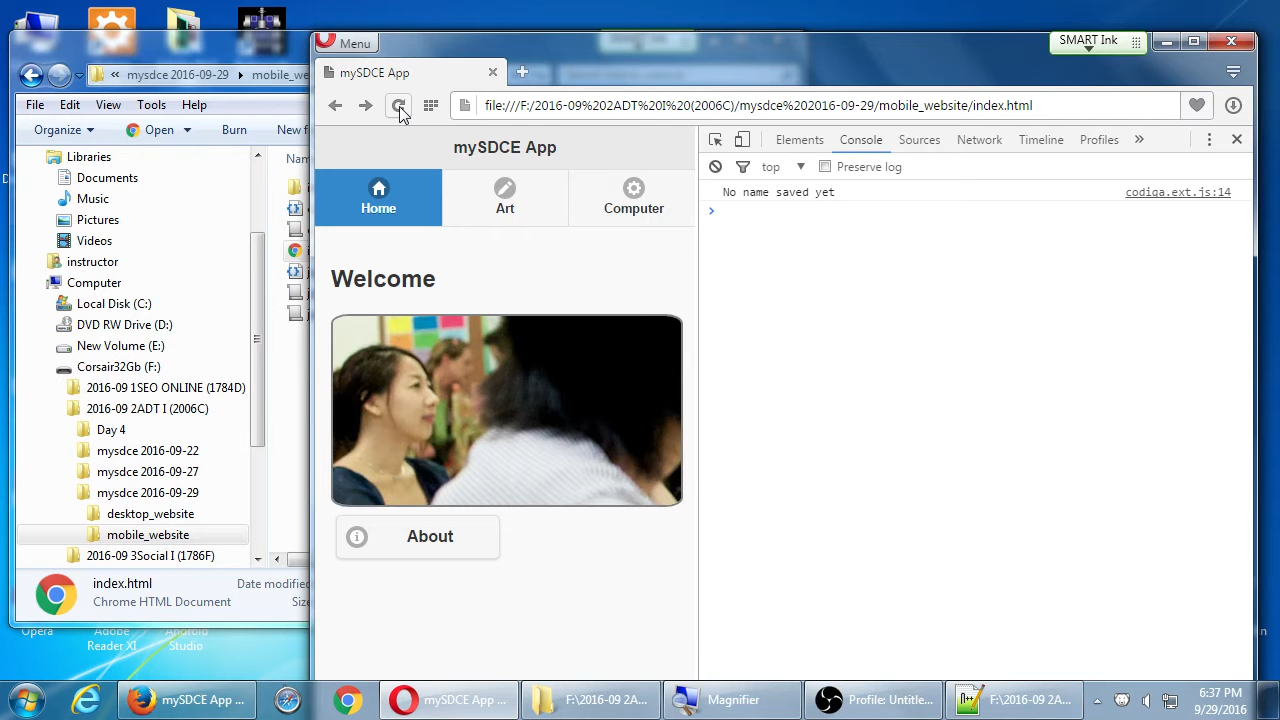 Menu
SMART Ink
mysdce 2016-09-29
mobile_we
mySDCE App
file:///F:/2016-09%202ADT%20I%20(2006C)/mysdce%202016-09-29/mobile_website/index.html
File Edit View Tools Help
Organize Open Burn New f
Libraries
Documents
Music
Pictures
Videos
instructor
Computer
Local Disk (C:)
DVD RW Drive (D:)
New Volume (E:)
Corsair32Gb (F:)
2016-09 1SEO ONLINE (1784D)
2016-09 2ADT I (2006C)
Day 4
mysdce 2016-09-22
mysdce 2016-09-27
mysdce 2016-09-29
desktop_website
mobile_website
2016-09 3Social I (1786F)
Nam
index.html
Date modified
Chrome HTML Document
Size
mySDCE App
Home
Art
Computer
Welcome
About
Elements Console Sources Network Timeline Profiles
top
Preserve log
No name saved yet
codiqa.ext.js:14
Opera
Adobe
Reader XI
Android
Studio
mySDCE App ...
mySDCE App ...
F:\2016-09 2A...
Magnifier
Profile: Untitle...
F:\2016-09 2A...
6:37 PM
9/29/2016